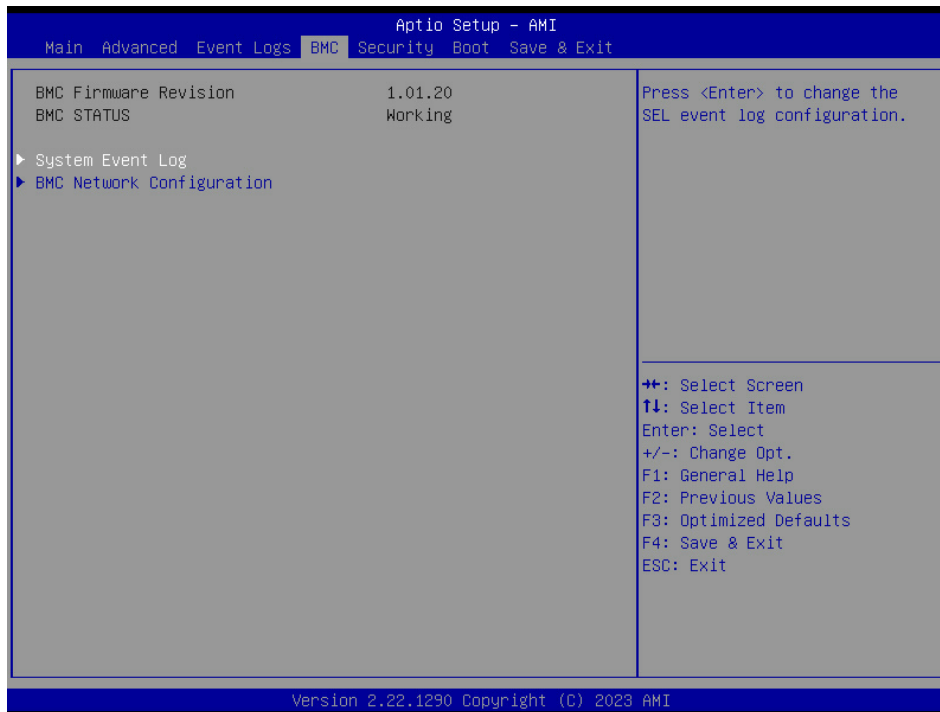 Aptio Setup – AMI
Main Advanced Event Logs BMC Security Boot Save & Exit
BMC Firmware Revision 1.01.20
BMC STATUS Working
System Event Log
BMC Network Configuration
Press <Enter> to change the
SEL event log configuration.
→←: Select Screen
↑↓: Select Item
Enter: Select
+/-: Change Opt.
F1: General Help
F2: Previous Values
F3: Optimized Defaults
F4: Save & Exit
ESC: Exit
Version 2.22.1290 Copyright (C) 2023 AMI